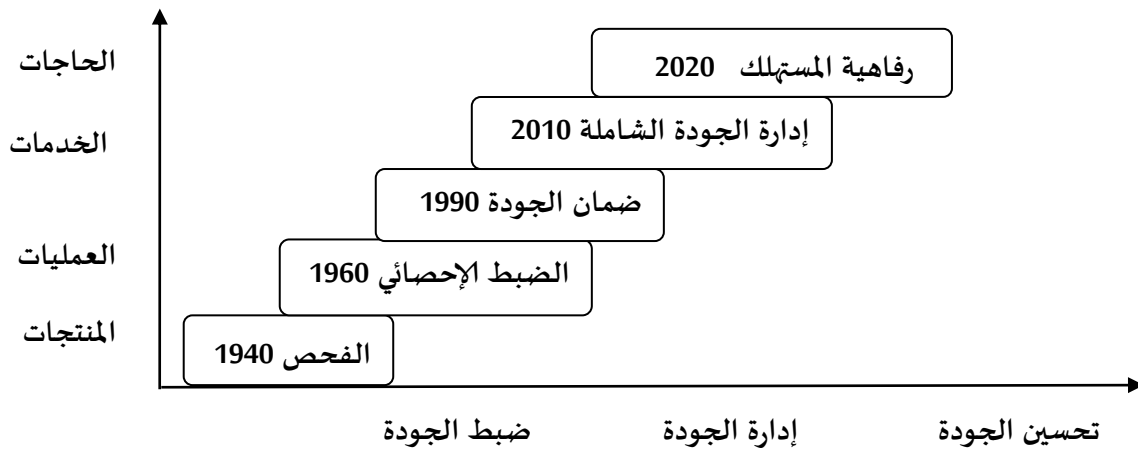 الحاجات
رفاهية المستهلك 2020
الخدمات
إدارة الجودة الشاملة 2010
ضمان الجودة 1990
العمليات
الضبط الإحصائي 1960
المنتجات
الفحص 1940
ضبط الجودة
إدارة الجودة
تحسين الجودة